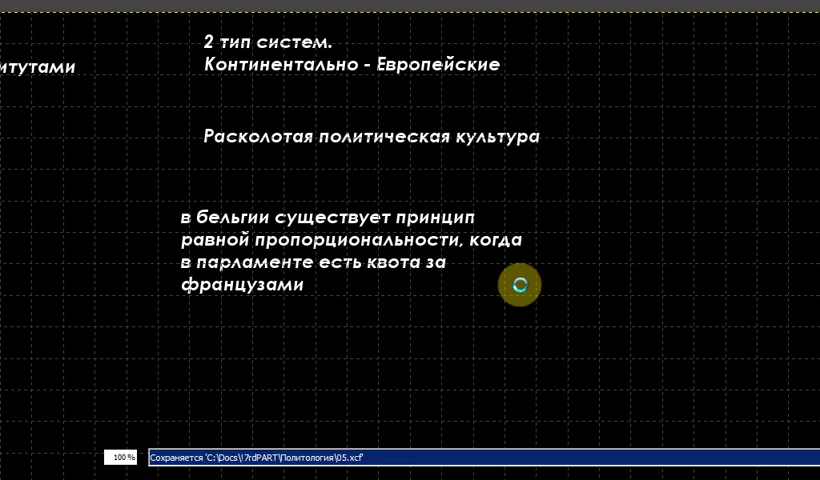 2 тип систем.
итутами
Континентально - Европейские
Расколотая политическая культура
в бельгии существует принцип
равной пропорциональности, когда
в парламенте есть квота за
французами
100 %
Сохраняется 'C:\Docs\!7rdPART\Политология\05.xcf'